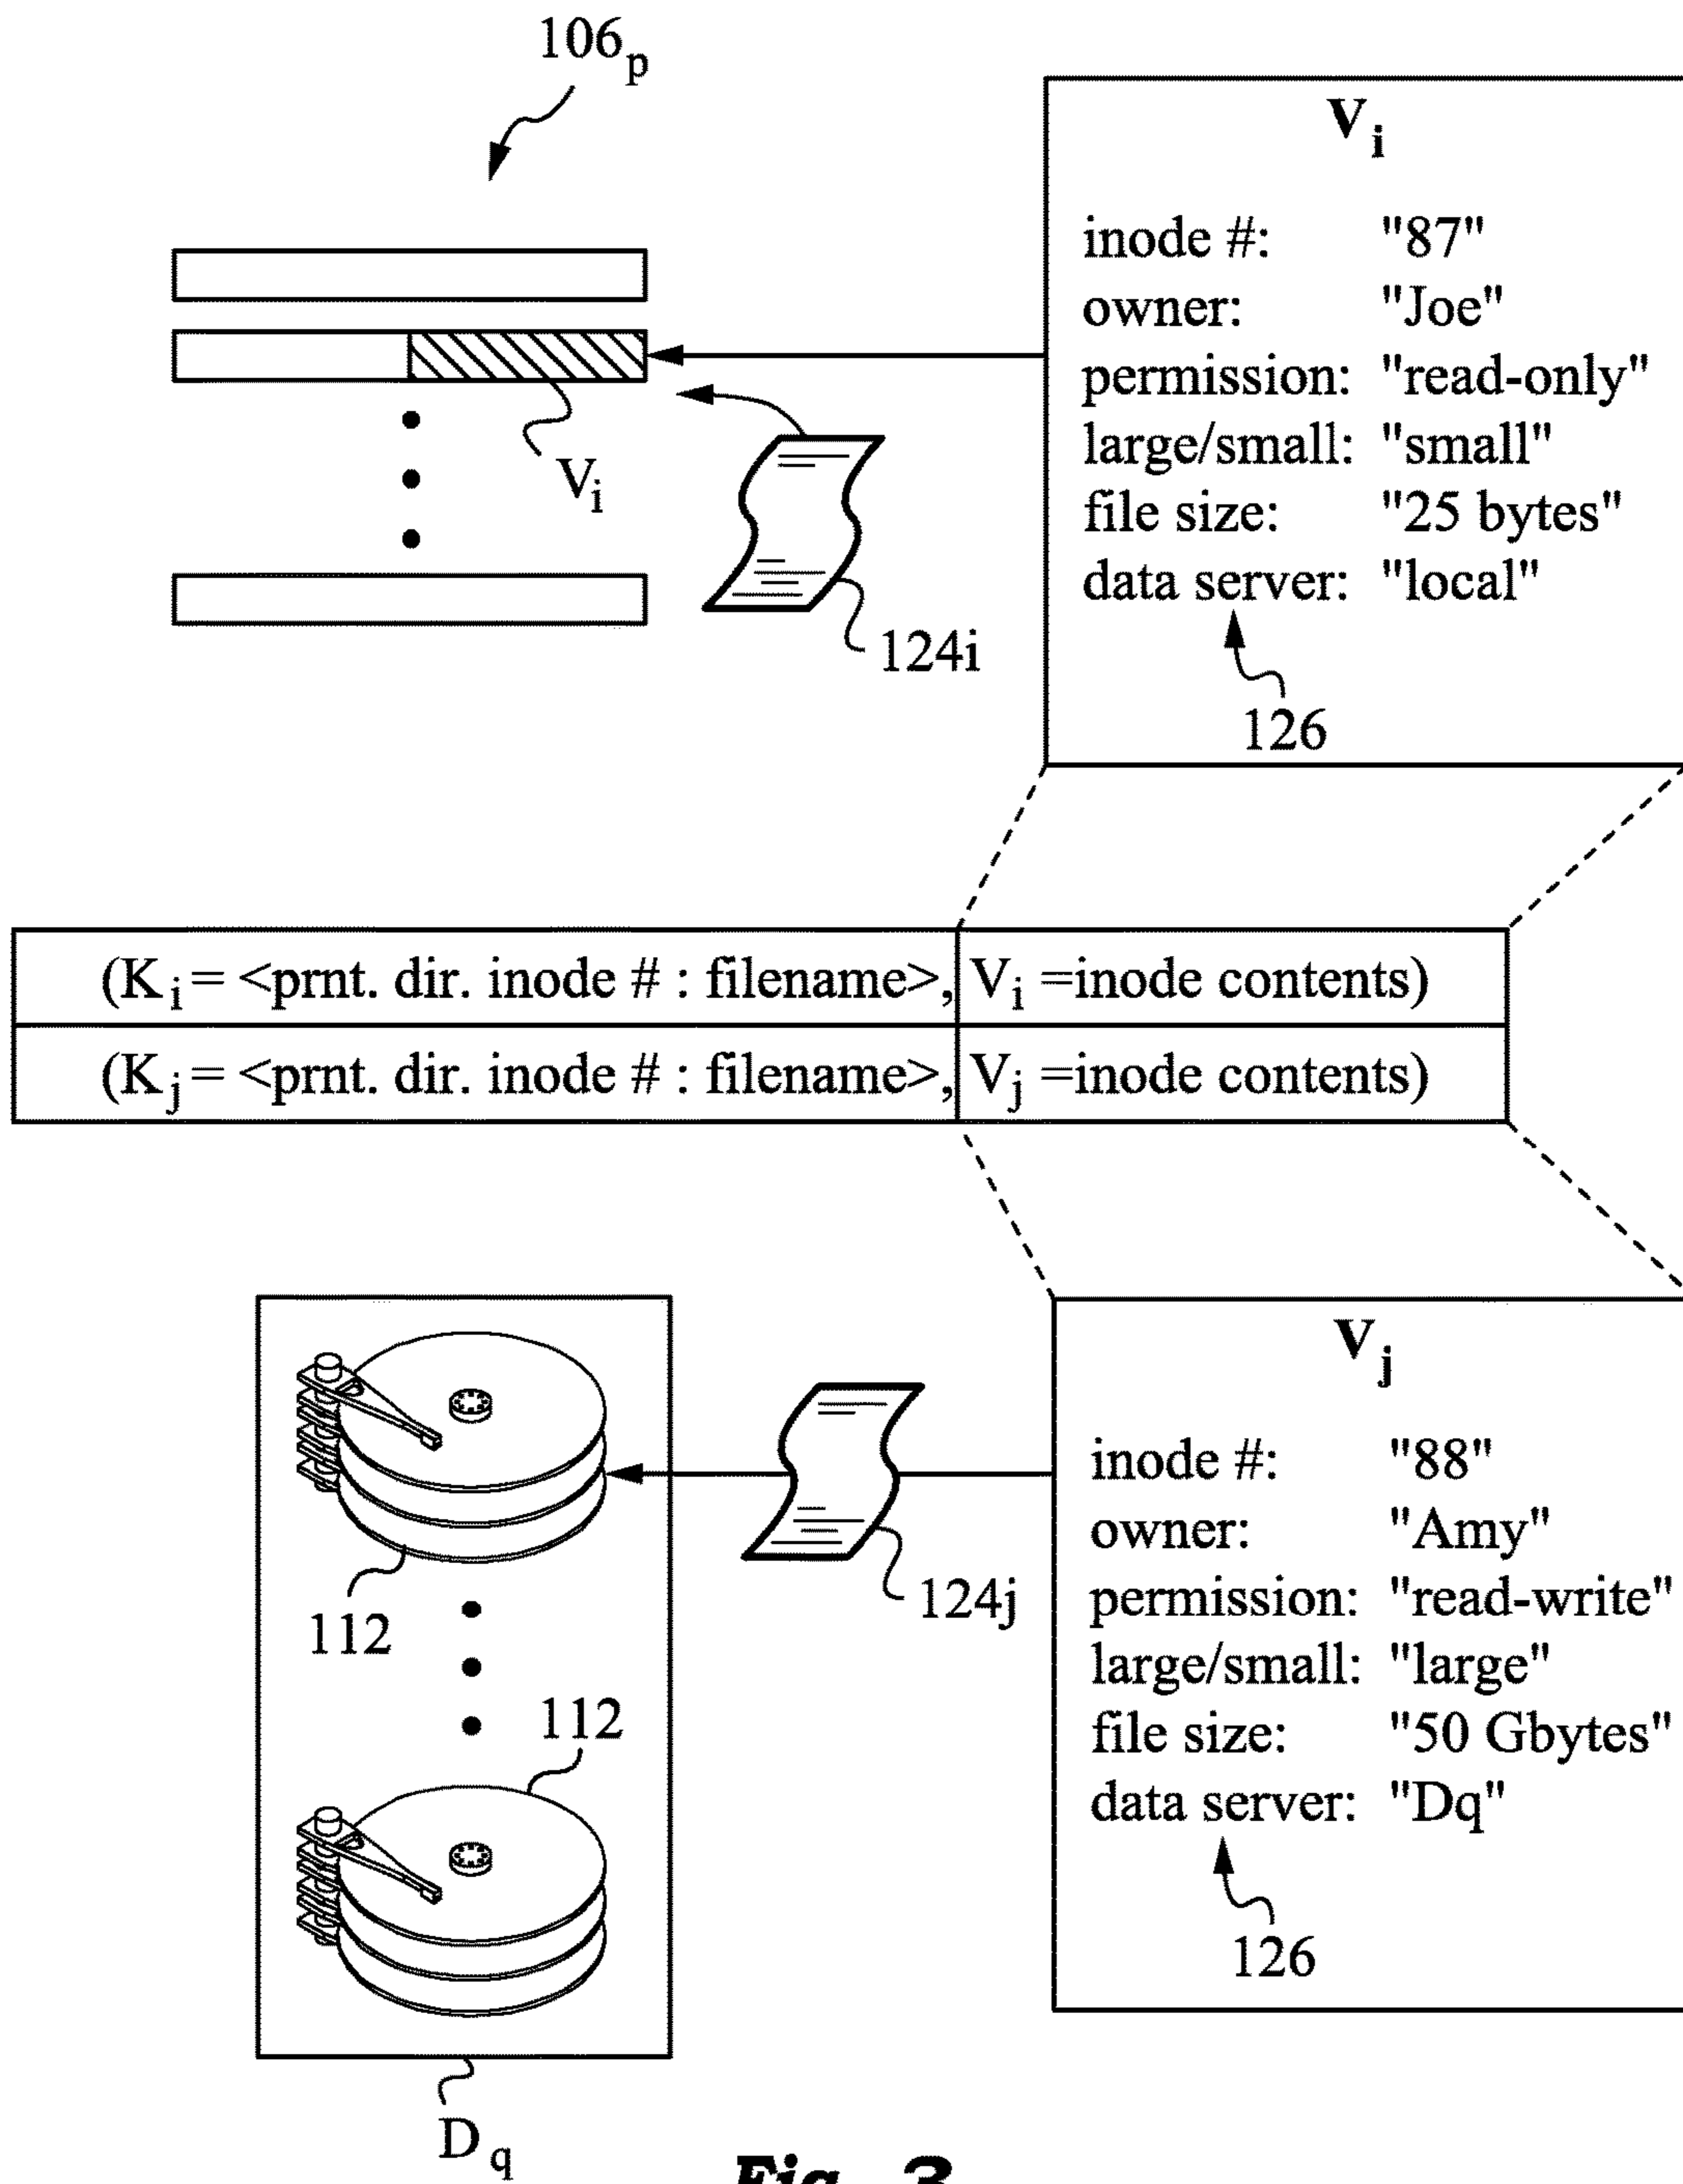 106p
Vi
inode #: "87"
owner: "Joe"
permission: "read-only"
large/small: "small"
file size: "25 bytes"
data server: "local"
126
Vi
124i
(Ki = <prnt. dir. inode # : filename>, Vi =inode contents)
(Kj = <prnt. dir. inode # : filename>, Vj =inode contents)
Vj
inode #: "88"
owner: "Amy"
permission: "read-write"
large/small: "large"
file size: "50 Gbytes"
data server: "Dq"
126
124j
112
112
Dq
Fig. 3